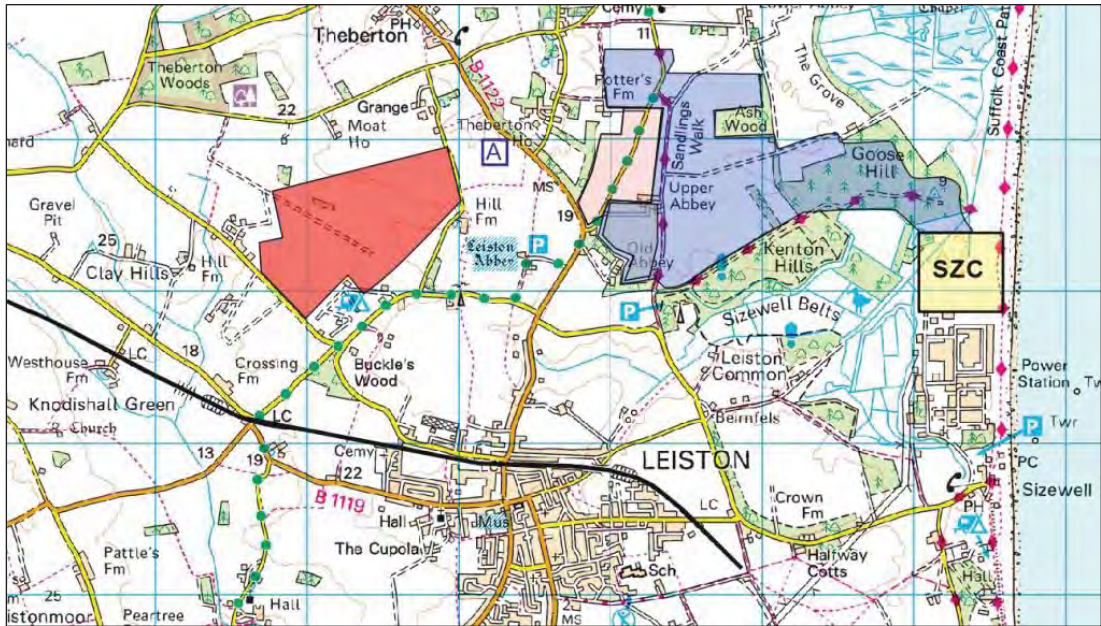 Theberton
PH
Cemy
11
Lower Abbey
Chapel
Suffolk Coast Path
Theberton
Woods
22
B 1122
Potter's
Fm
The Grove
Grange
Moat
Ho
Theberton
Ho
A
Sandlings
Walk
Ash
Wood
Goose
Hill
9
MS
Upper
Abbey
Gravel
Pit
25
Hill
Fm
19
Clay Hills
Hill
Fm
Leiston
Abbey
P
Old
Abbey
Kenton
Hills
SZC
P
Sizewell Belts
LC
18
Westhouse
Fm
Crossing
Fm
Buckle's
Wood
Leiston
Common
Power
Station
Knodishall Green
LC
Beirnfels
Church
P
Twr
13
19
Cemy
22
LC
LEISTON
PC
Sizewell
B 1119
Hall
Mus
LC
Crown
Fm
PH
Pattle's
Fm
The Cupola
Sch
Halfway
Cotts
Hall
25
Hall
Peartree
MS